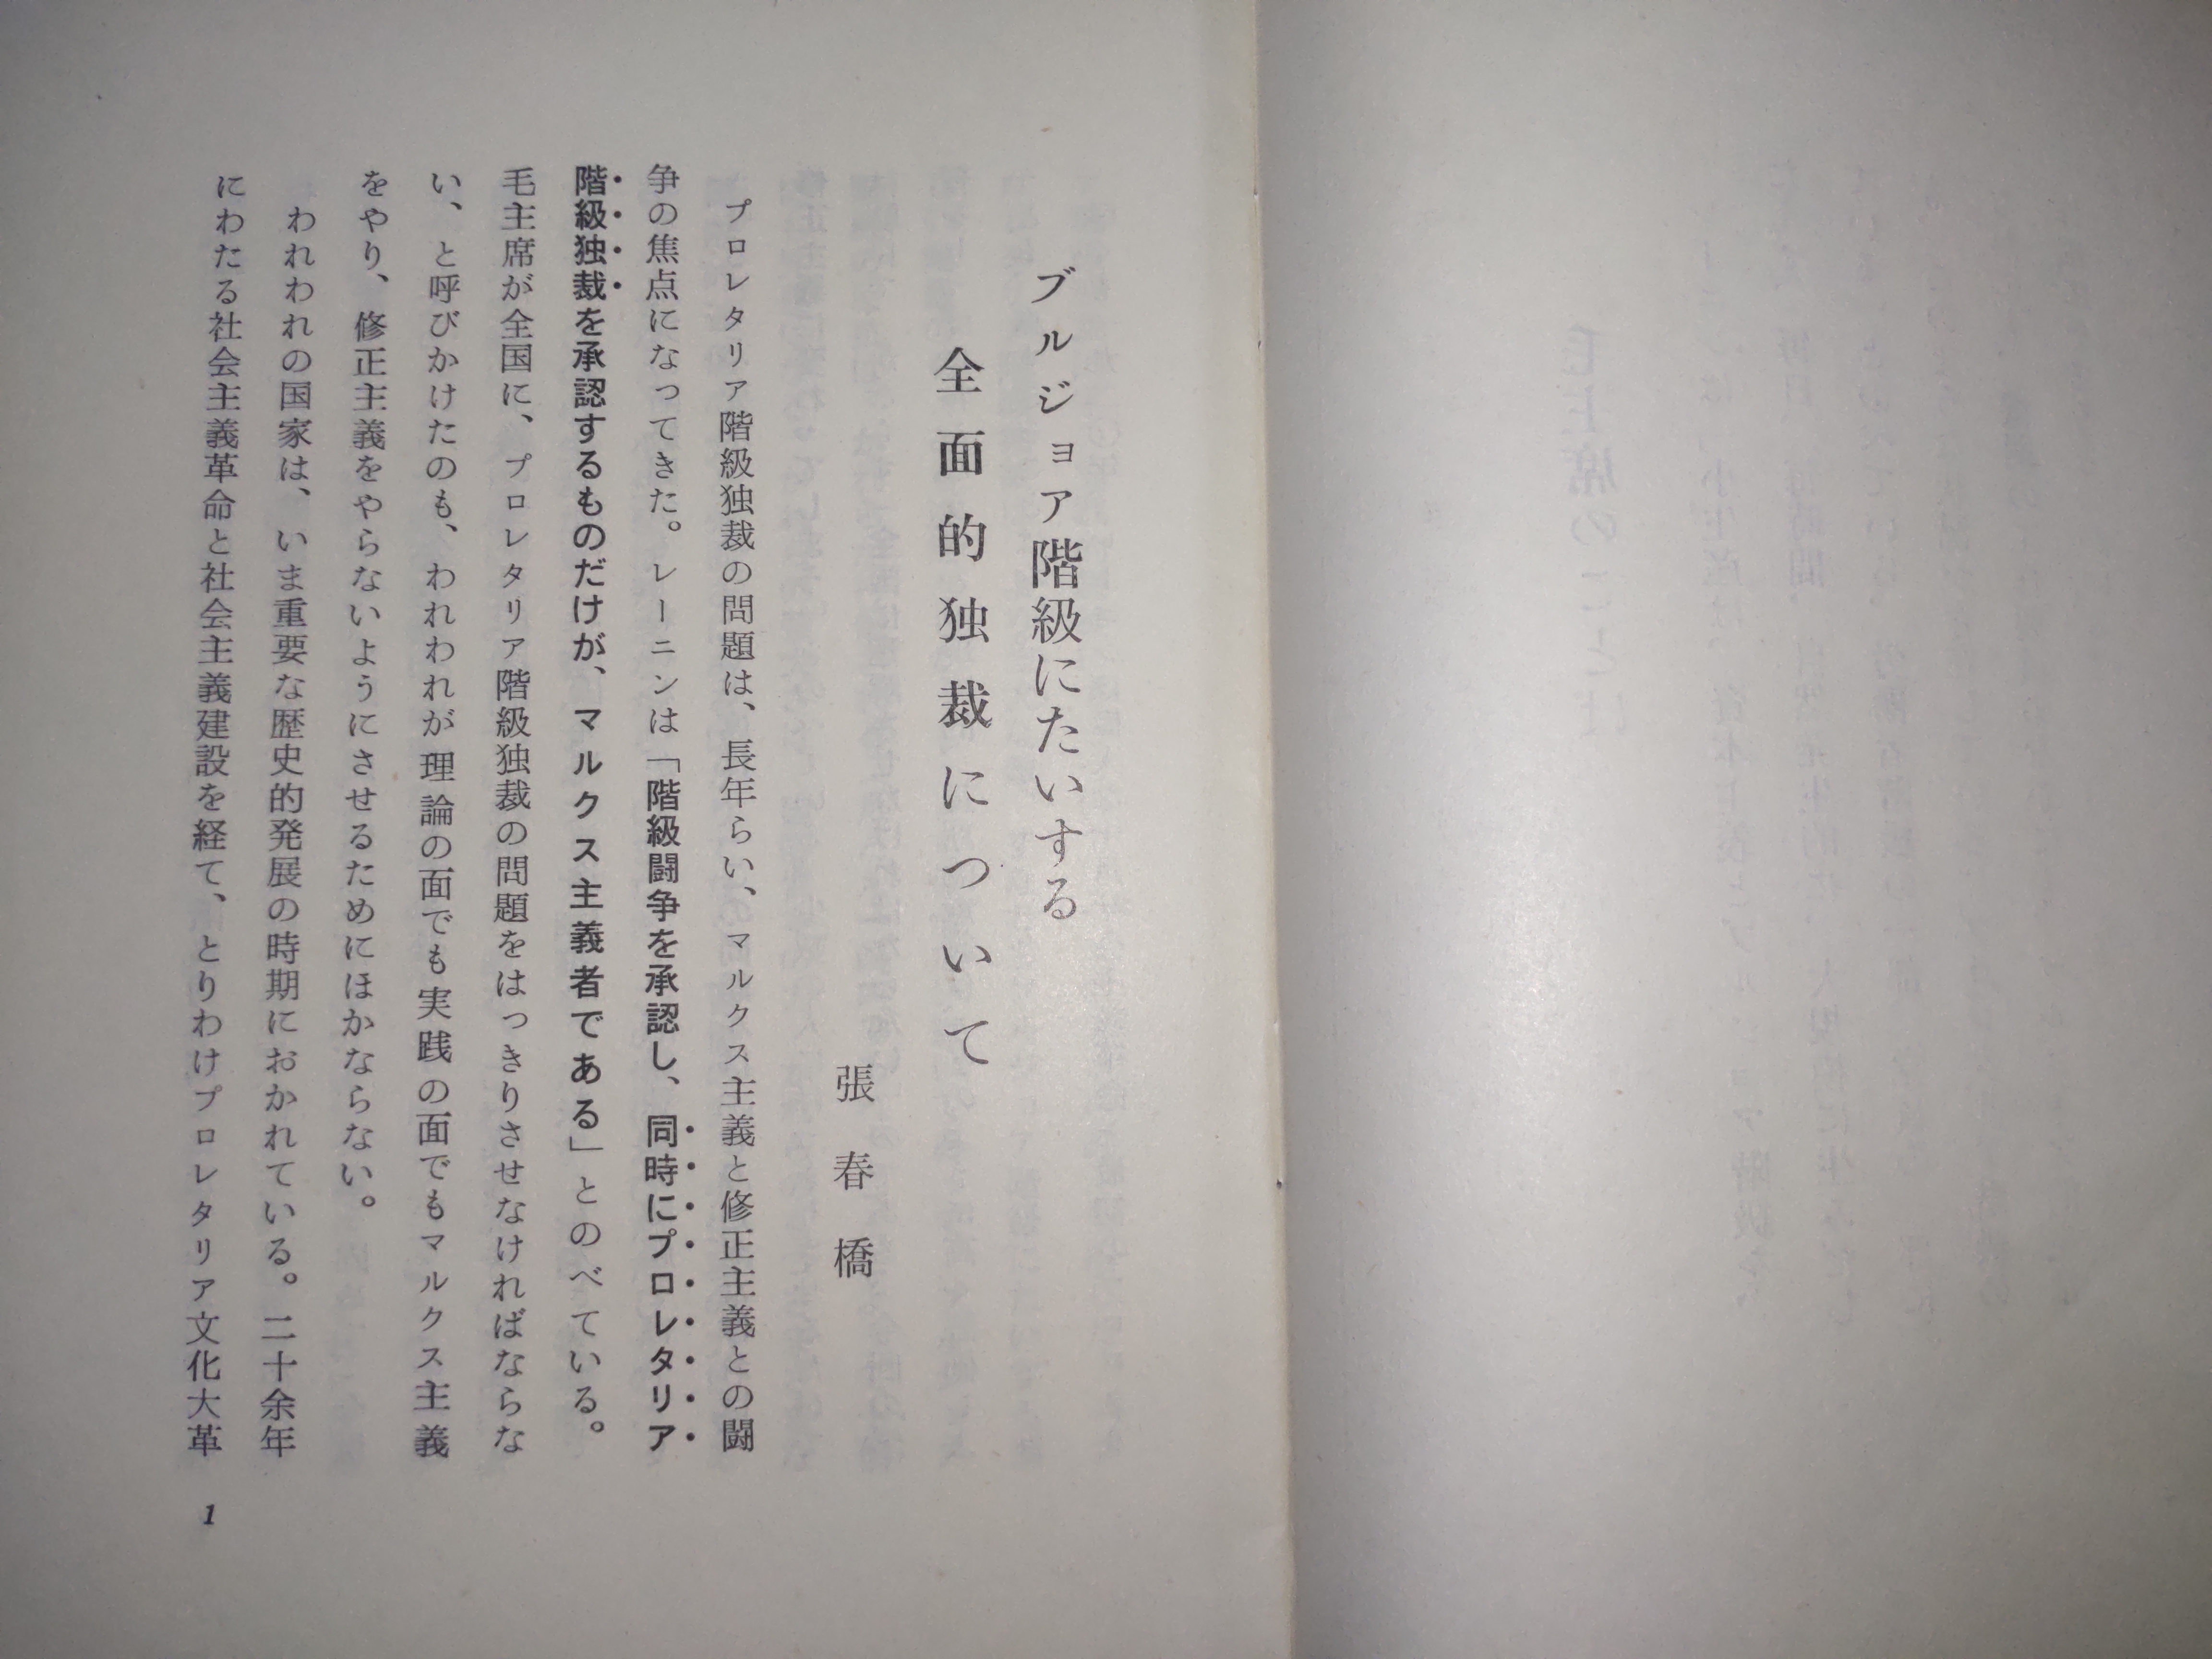 ブルジョア階級にたいする
全面的独裁について
張春橋
プロレタリア階級独裁の問題は、長年らい、マルクス主義と修正主義との闘
争の焦点になってきた。レーニンは「階級闘争を承認し、同時にプロレタリア
階級独裁を承認するものだけが、マルクス主義者である」とのべている。
毛主席が全国に、プロレタリア階級独裁の問題をはっきりさせなければならな
い、と呼びかけたのも、われわれが理論の面でも実践の面でもマルクス主義
をやり、修正主義をやらないようにさせるためにほかならない。
われわれの国家は、いま重要な歴史的発展の時期におかれている。二十余年
にわたる社会主義革命と社会主義建設を経て、とりわけプロレタリア文化大革
1